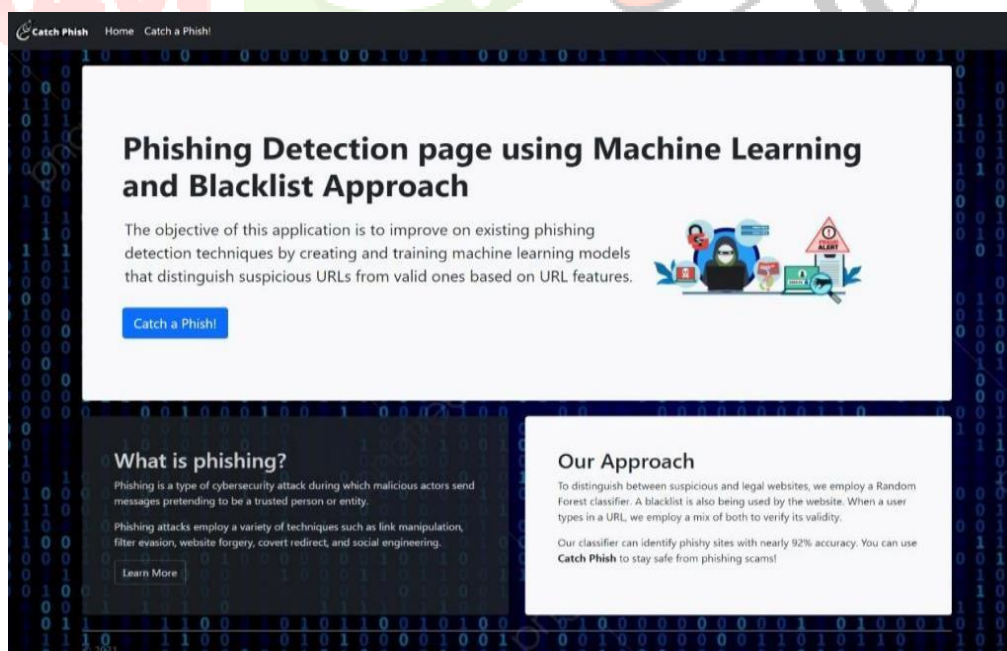 Catch Phish Home Catch a Phish!
Phishing Detection page using Machine Learning
and Blacklist Approach
The objective of this application is to improve on existing phishing
detection techniques by creating and training machine learning models
that distinguish suspicious URLs from valid ones based on URL features.
ALERT
Catch a Phish!
What is phishing?
Phishing is a type of cybersecurity attack during which malicious actors send
messages pretending to be a trusted person or entity.
Phishing attacks employ a variety of techniques such as link manipulation,
filter evasion, website forgery, covert redirect, and social engineering.
Learn More
Our Approach
To distinguish between suspicious and legal websites, we employ a Random
Forest classifier. A blacklist is also being used by the website. When a user
types in a URL, we employ a mix of both to verify its validity.
Our classifier can identify phishy sites with nearly 92% accuracy. You can use
Catch Phish to stay safe from phishing scams!
© 2021